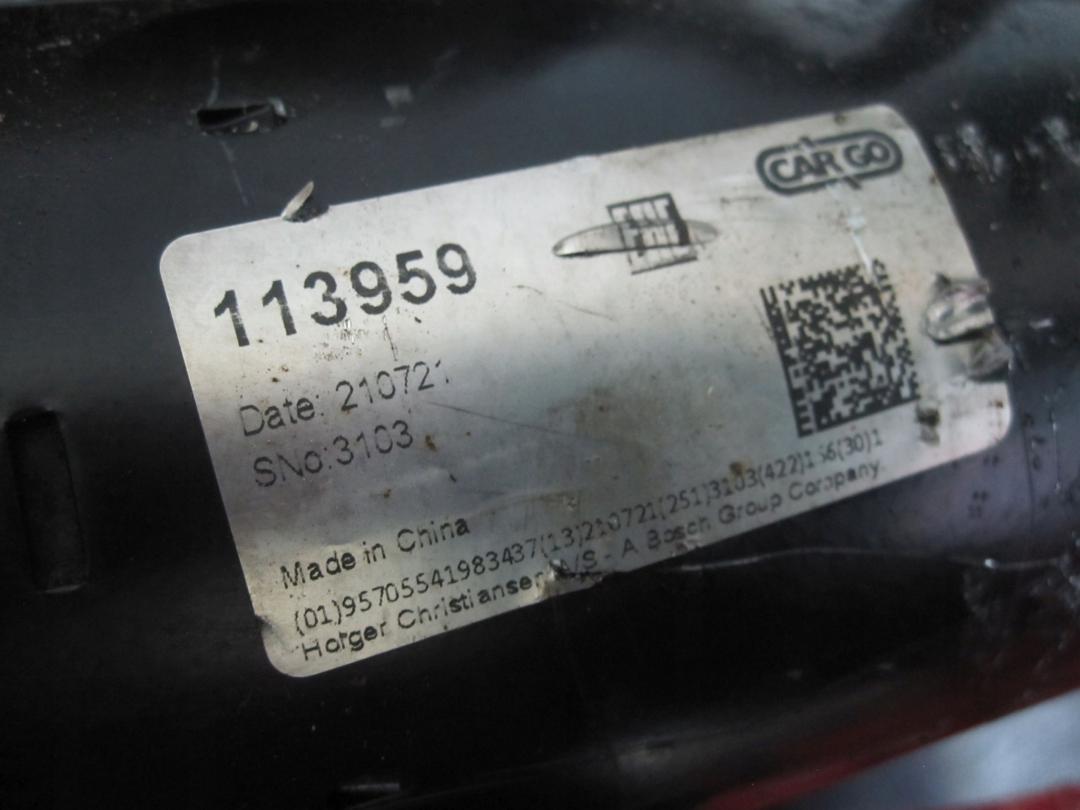 CARGO
113959
Date: 210721
SNo:3103
Made in China
(01)95705541983437(13)210721(251)3103(422)156(30)1
Holger Christiansen A/S - A Bosch Group Company